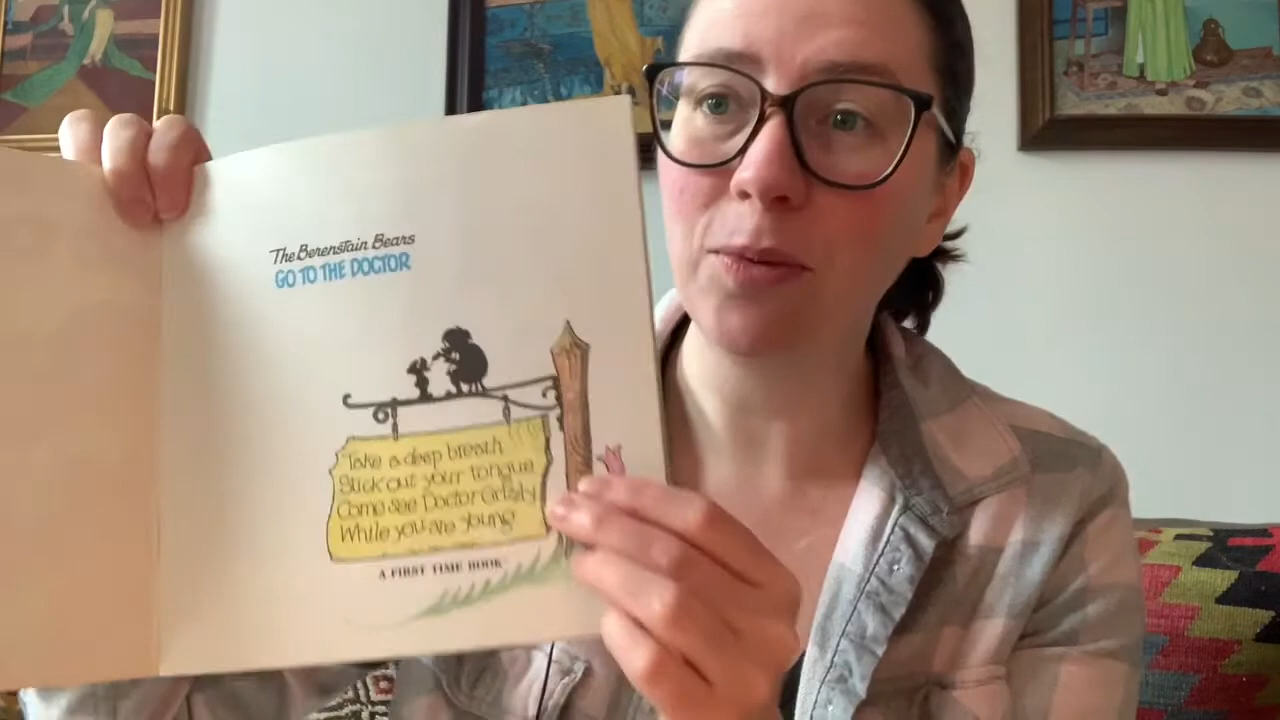 The Berenstain Bears
GO TO THE DOCTOR
Take a deep breath
Stick out your tongue
Come see Doctor Grizzly
While you are young
A FIRST TIME BOOK